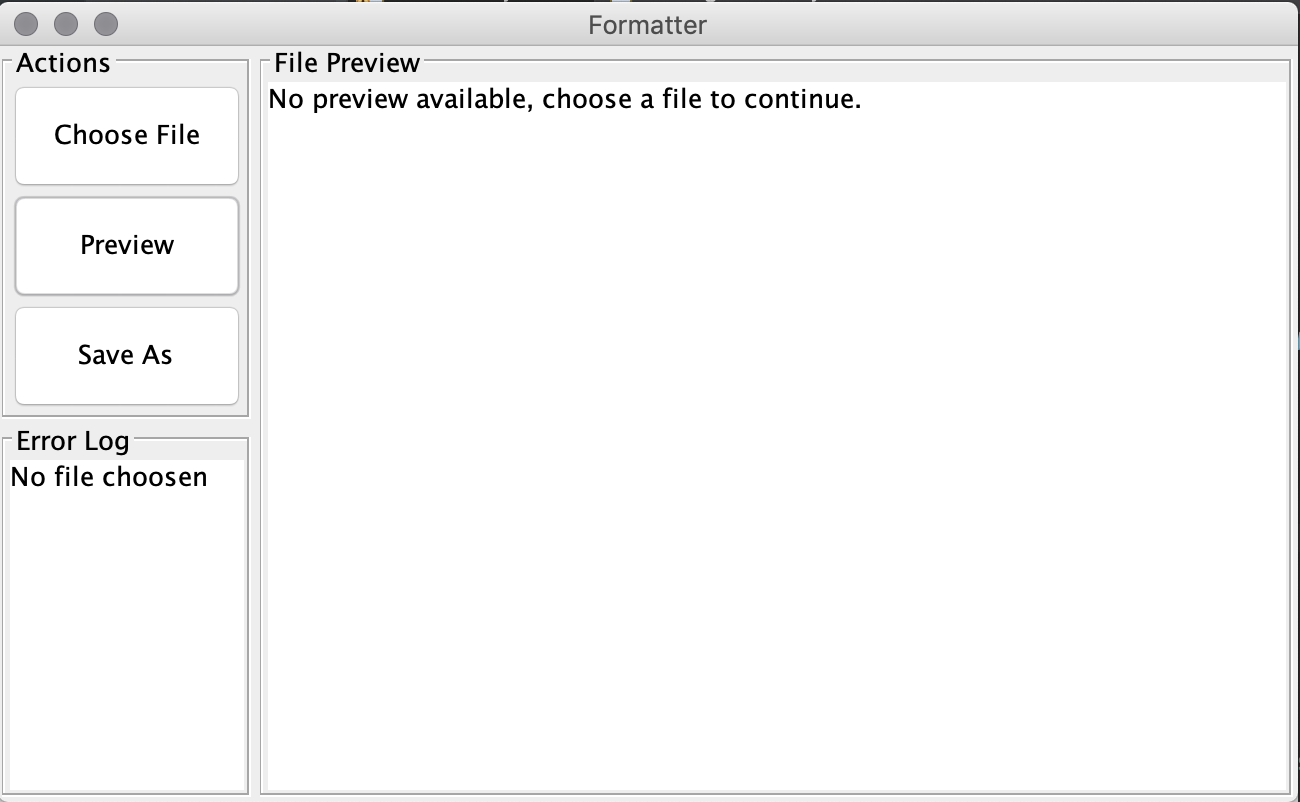 Formatter
Actions
Choose File
Preview
Save As
Error Log
No file choosen
File Preview
No preview available, choose a file to continue.